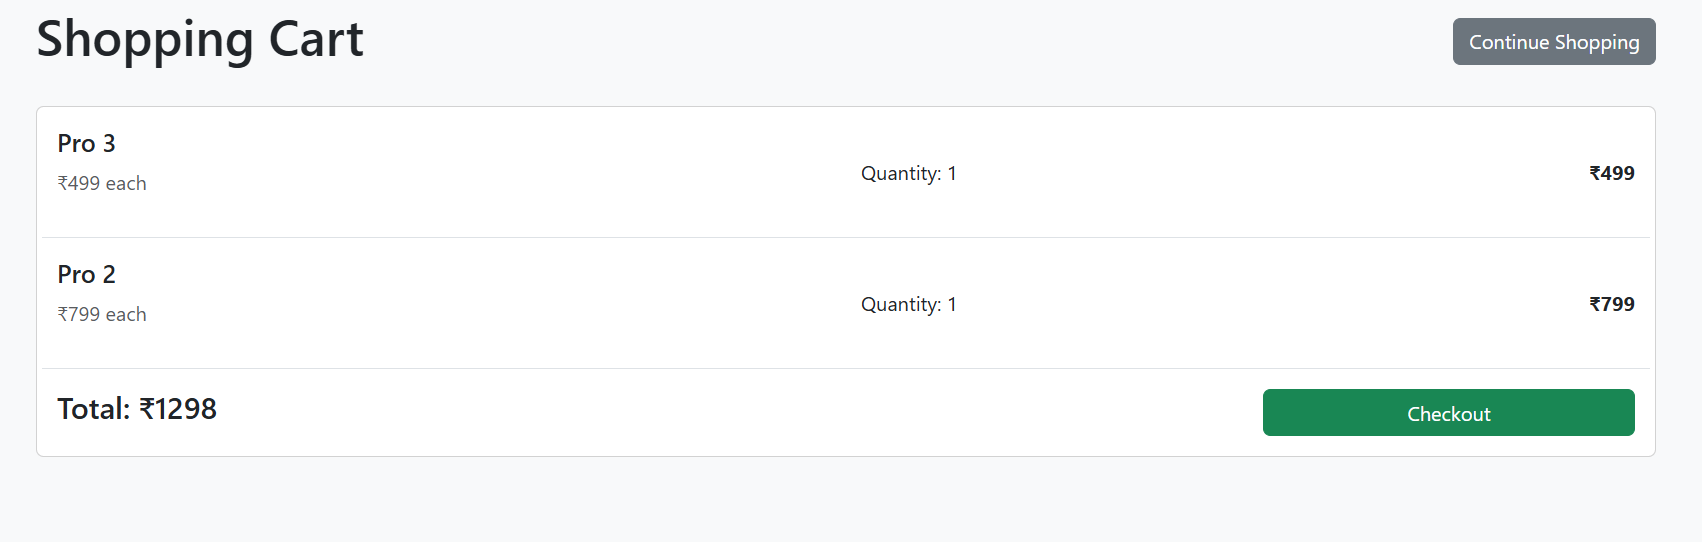 Shopping Cart
Continue Shopping
Pro 3
₹499 each
Quantity: 1
₹499
Pro 2
₹799 each
Quantity: 1
₹799
Total: ₹1298
Checkout